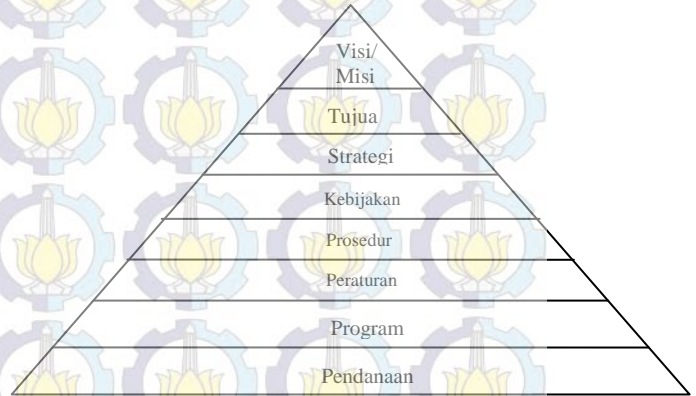 Visi/
Misi
Tujua
Strategi
Kebijakan
Prosedur
Peraturan
Program
Pendanaan